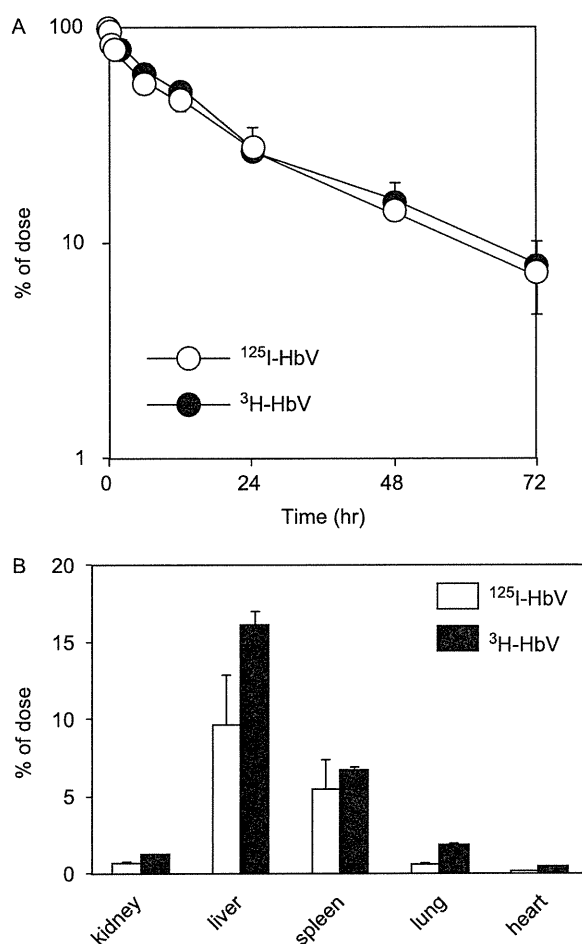 A
100
10
1
% of dose
¹²⁵I-HbV
³H-HbV
0 24 48 72
Time (hr)
B
20
15
10
5
0
% of dose
¹²⁵I-HbV
³H-HbV
kidney liver spleen lung heart